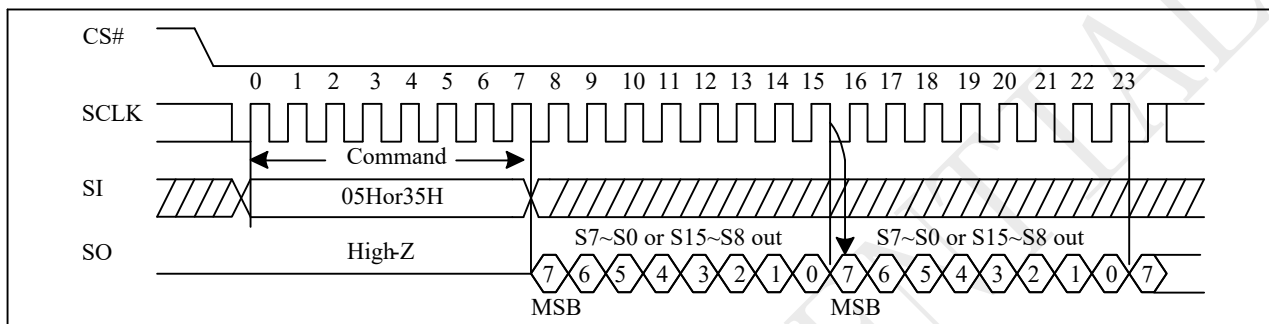 CS#
0 1 2 3 4 5 6 7 8 9 10 11 12 13 14 15 16 17 18 19 20 21 22 23
SCLK
Command
SI
05Hor35H
S7~S0 or S15~S8 out S7~S0 or S15~S8 out
SO
High-Z
7 6 5 4 3 2 1 0 7 6 5 4 3 2 1 0 7
MSB MSB